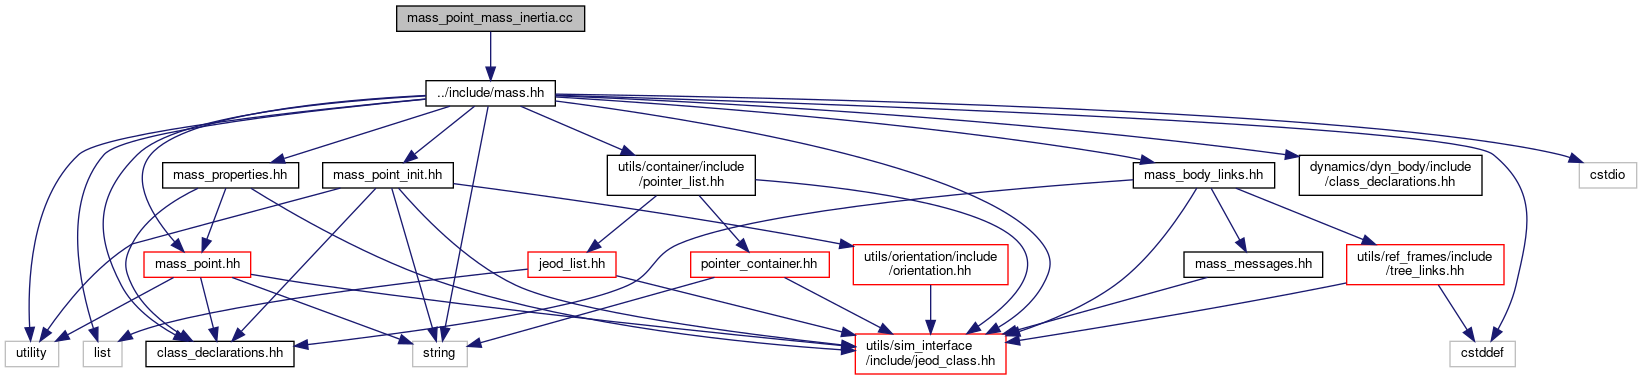 mass_point_mass_inertia.cc
../include/mass.hh
mass_properties.hh
mass_point_init.hh
utils/container/include
/pointer_list.hh
mass_body_links.hh
dynamics/dyn_body/include
/class_declarations.hh
cstdio
mass_point.hh
jeod_list.hh
pointer_container.hh
utils/orientation/include
/orientation.hh
mass_messages.hh
utils/ref_frames/include
/tree_links.hh
utility
list
class_declarations.hh
string
utils/sim_interface
/include/jeod_class.hh
cstddef